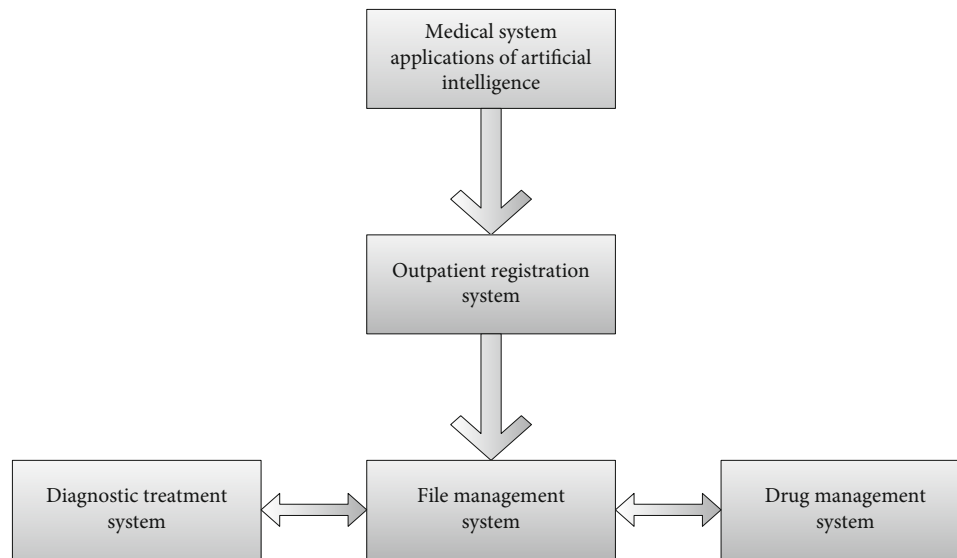 Medical system
applications of artificial
intelligence
Outpatient registration
system
Diagnostic treatment
system
File management
system
Drug management
system